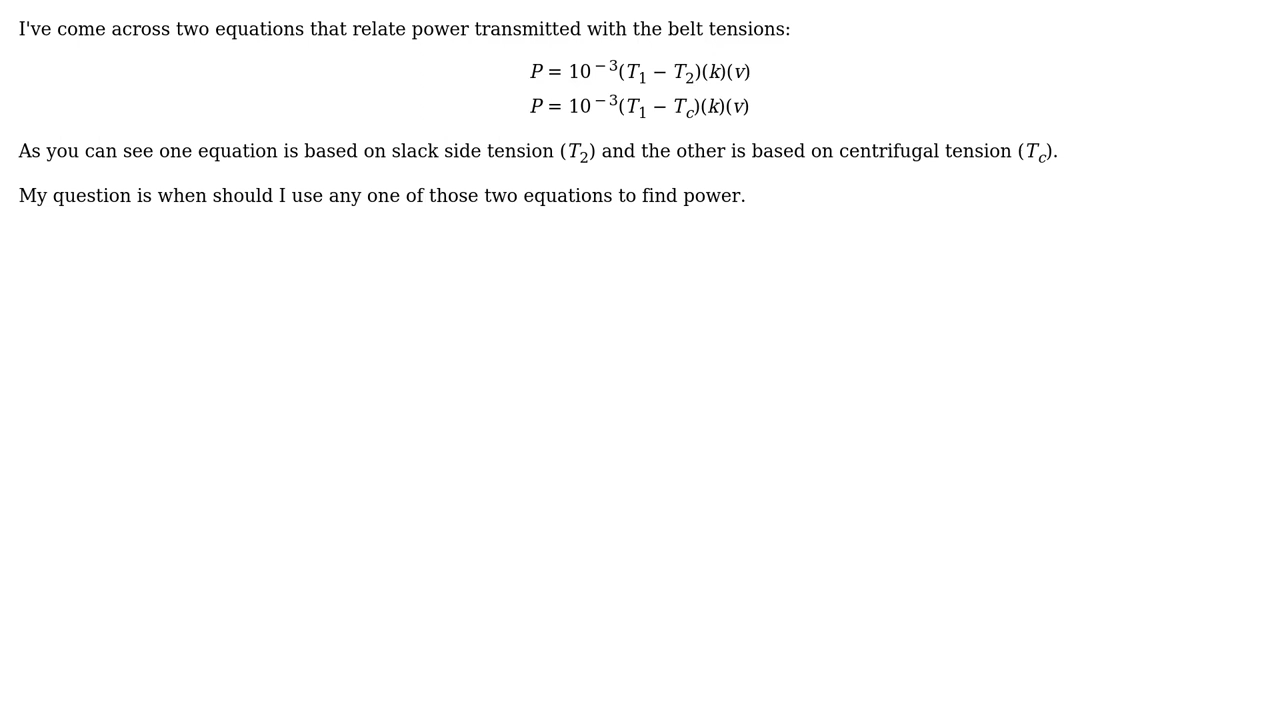 I've come across two equations that relate power transmitted with the belt tensions:
P = 10⁻³(T₁ − T₂)(k)(v)
P = 10⁻³(T₁ − T_c)(k)(v)
As you can see one equation is based on slack side tension (T₂) and the other is based on centrifugal tension (T_c).
My question is when should I use any one of those two equations to find power.